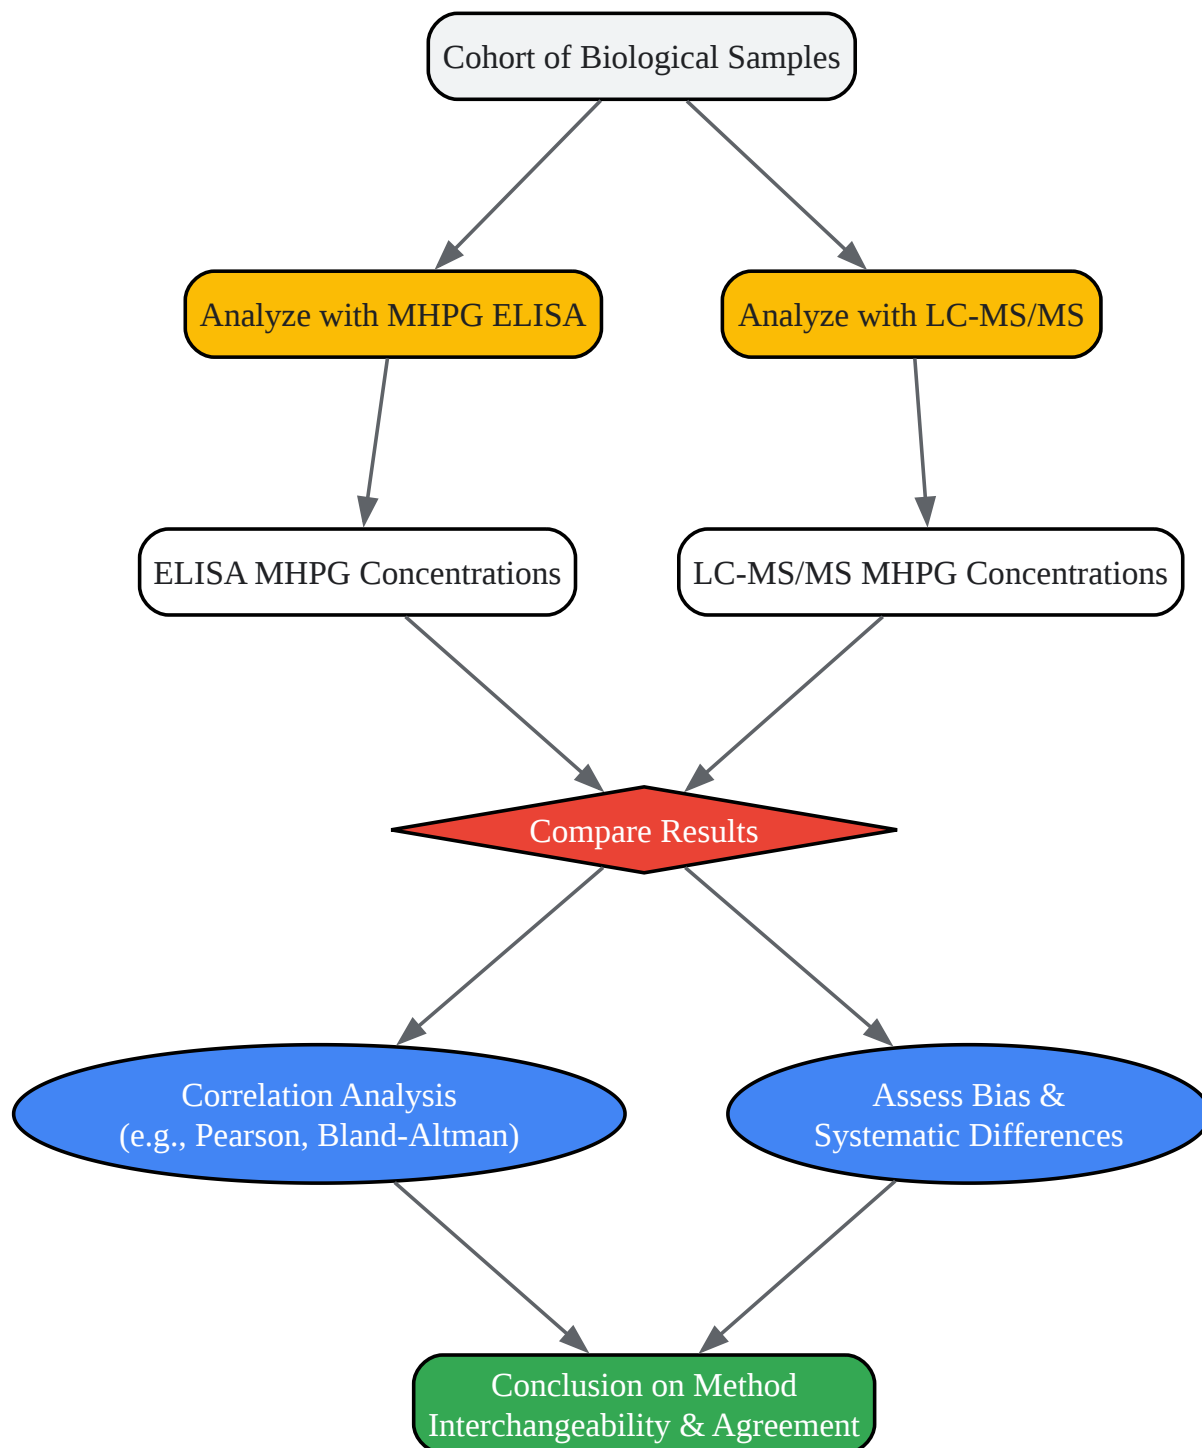 Cohort of Biological Samples
Analyze with MHPG ELISA
Analyze with LC-MS/MS
ELISA MHPG Concentrations
LC-MS/MS MHPG Concentrations
Compare Results
Correlation Analysis
(e.g., Pearson, Bland-Altman)
Assess Bias &
Systematic Differences
Conclusion on Method
Interchangeability & Agreement